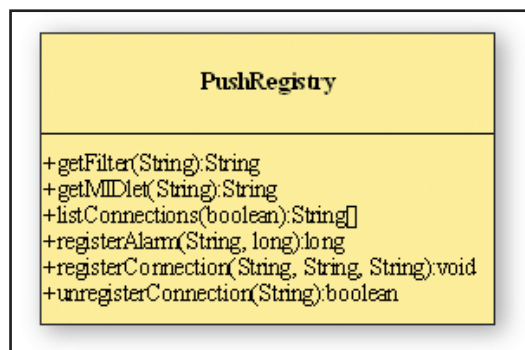 PushRegistry
+getFilter(String):String
+getMIDlet(String):String
+listConnections(boolean):String[]
+registerAlarm(String, long):long
+registerConnection(String, String, String):void
+unregisterConnection(String):boolean